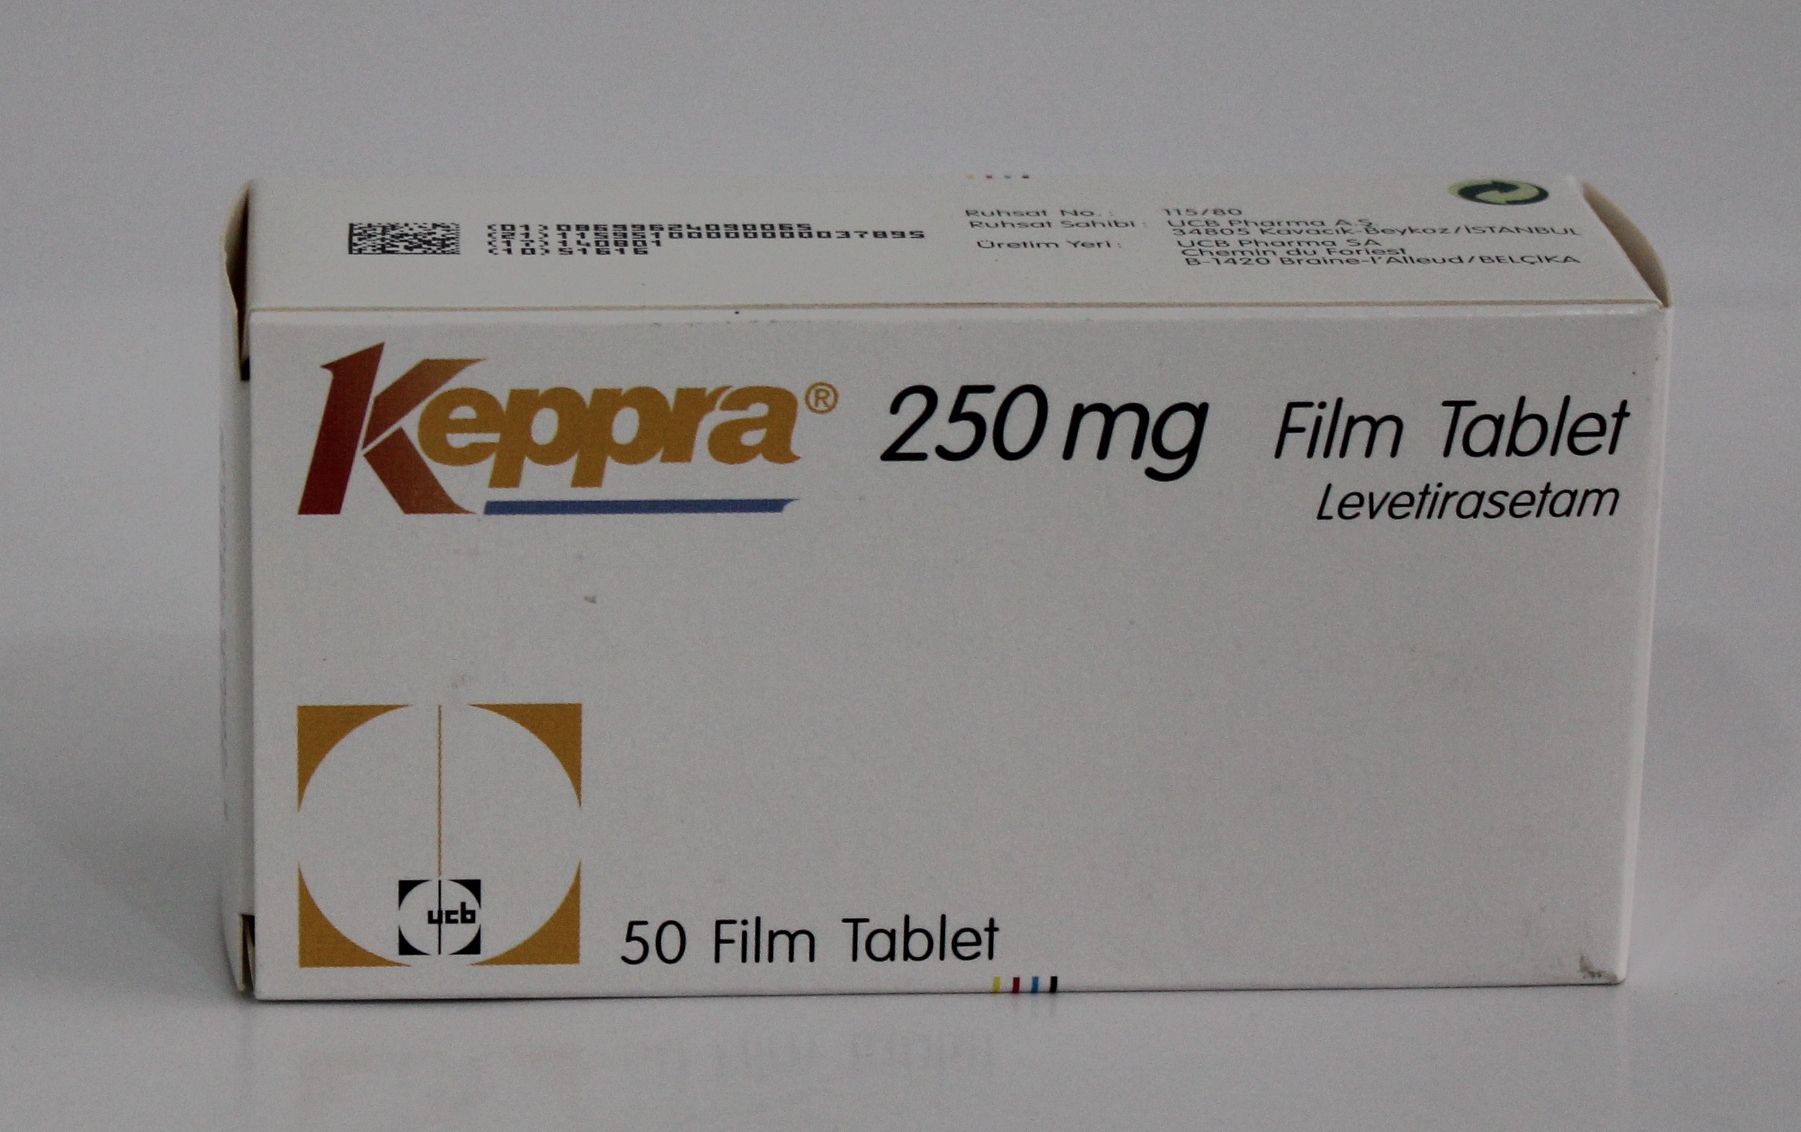 (01)08699624090065
(21)11595100000000037895
(17)140801
(10)51616
Ruhsat No. : 115/80
Ruhsat Sahibi : UCB Pharma A.Ş.
34805 Kavacık-Beykoz/İSTANBUL
Üretim Yeri : UCB Pharma SA
Chemin du Foriest
B-1420 Braine-l'Alleud/BELÇİKA
Keppra® 250 mg Film Tablet
Levetirasetam
ucb
50 Film Tablet